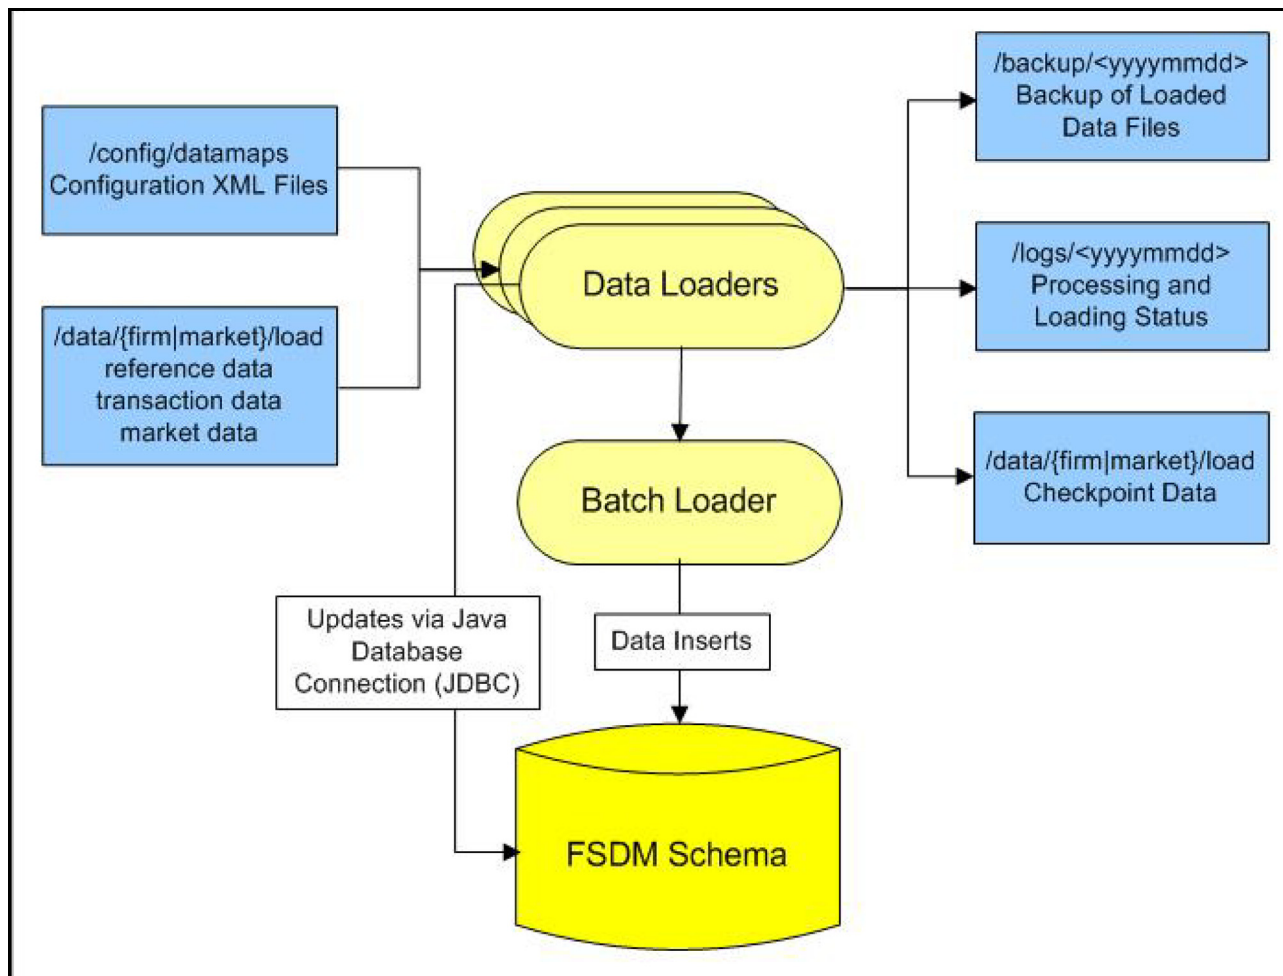 /config/datamaps
Configuration XML Files
/data/{firm|market}/load
reference data
transaction data
market data
Data Loaders
Batch Loader
Updates via Java
Database
Connection (JDBC)
Data Inserts
FSDM Schema
/backup/<yyyymmdd>
Backup of Loaded
Data Files
/logs/<yyyymmdd>
Processing and
Loading Status
/data/{firm|market}/load
Checkpoint Data